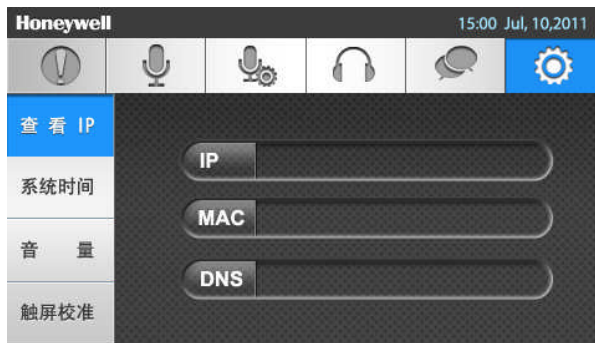 Honeywell 15:00 Jul, 10,2011
查 看 IP
IP
系统时间
MAC
音 量
DNS
触屏校准